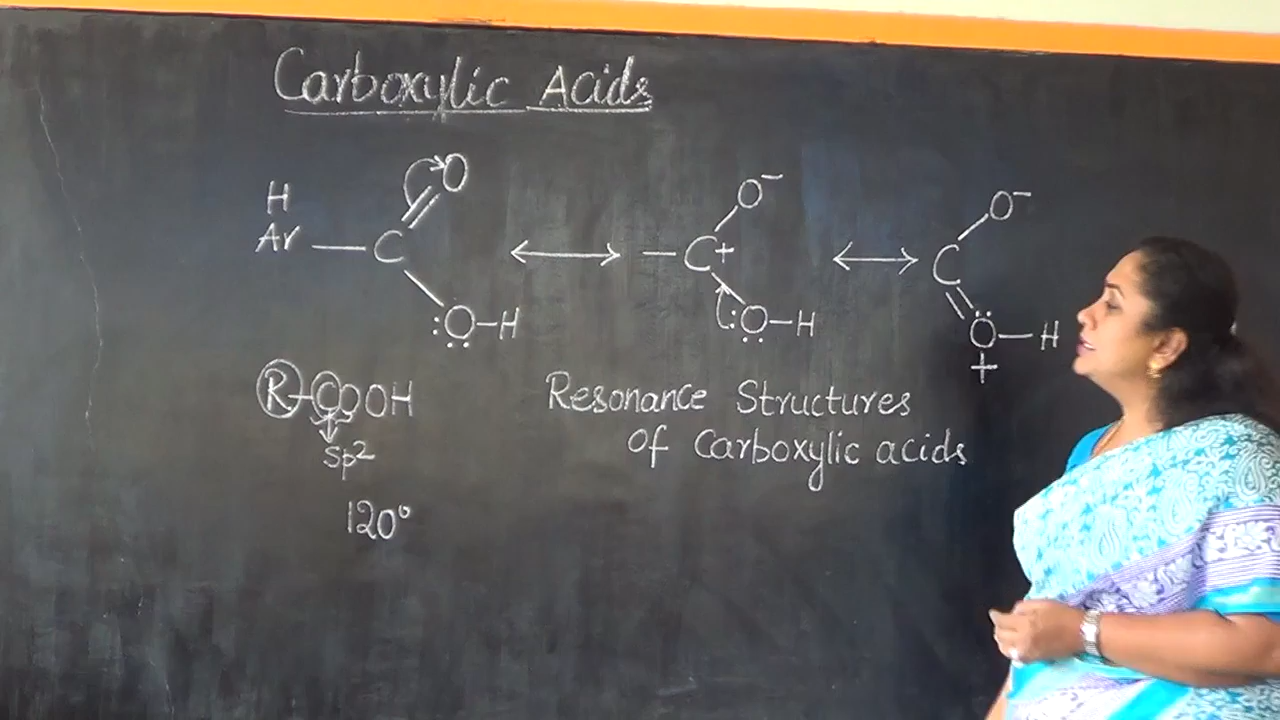 Carboxylic Acids
H
Ar — C = O
:O̤ – H
↔
— C + O⁻
:O̤ – H
↔
C O⁻
Ö — H
+
R–COOH
sp²
120°
Resonance Structures
of Carboxylic acids